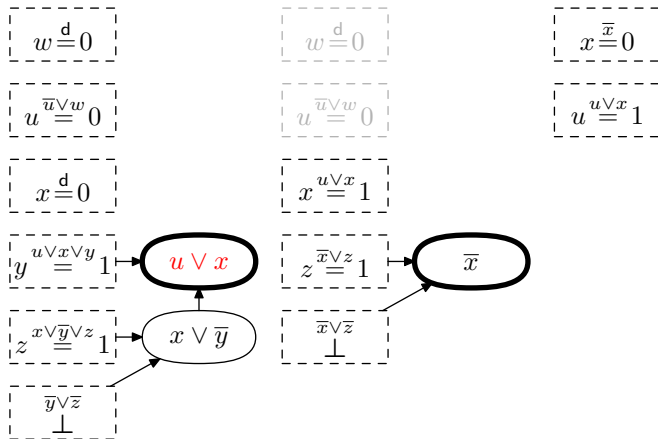 w =^d 0
u =^{u̅∨w} 0
x =^d 0
y =^{u∨x∨y} 1
u ∨ x
z =^{x∨y̅∨z} 1
x ∨ y̅
y̅∨z̅
⊥
w =^d 0
u =^{u̅∨w} 0
x =^{u∨x} 1
z =^{x̅∨z} 1
x̅
x̅∨z̅
⊥
x =^{x̅} 0
u =^{u∨x} 1